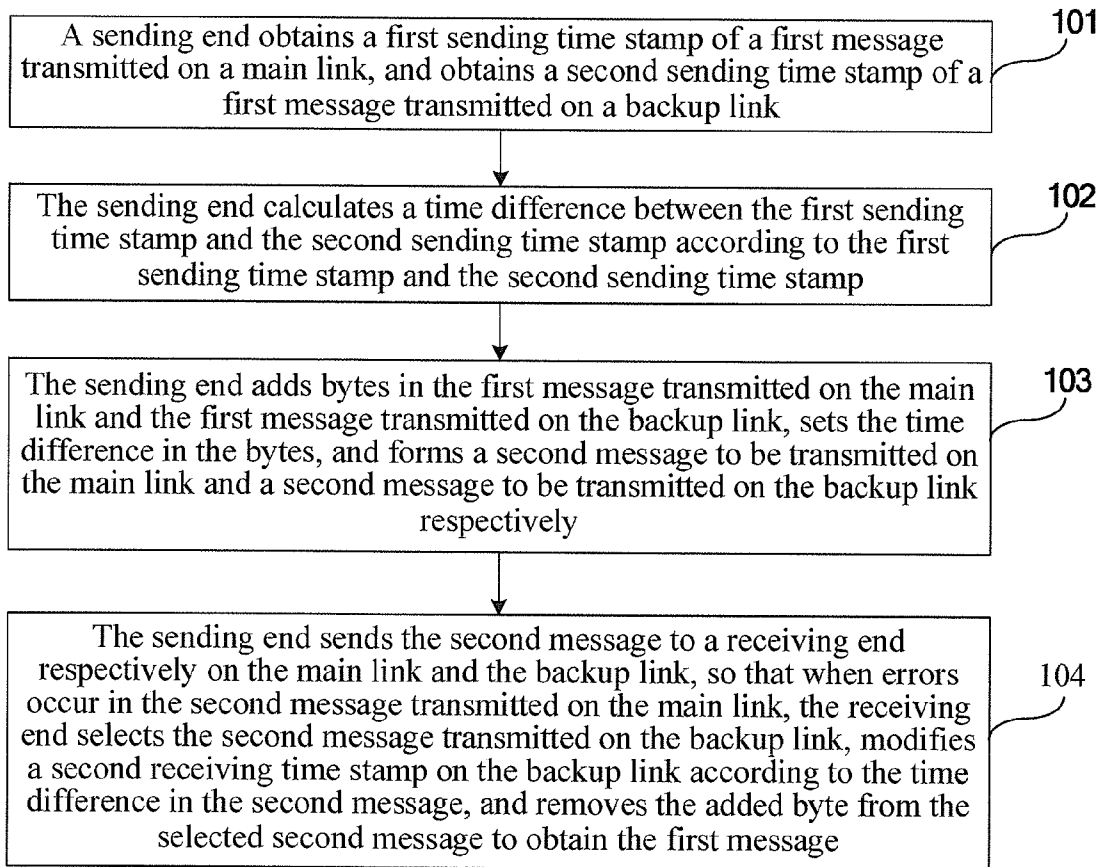 A sending end obtains a first sending time stamp of a first message
transmitted on a main link, and obtains a second sending time stamp of a
first message transmitted on a backup link
101
The sending end calculates a time difference between the first sending
time stamp and the second sending time stamp according to the first
sending time stamp and the second sending time stamp
102
The sending end adds bytes in the first message transmitted on the main
link and the first message transmitted on the backup link, sets the time
difference in the bytes, and forms a second message to be transmitted on
the main link and a second message to be transmitted on the backup link
respectively
103
The sending end sends the second message to a receiving end
respectively on the main link and the backup link, so that when errors
occur in the second message transmitted on the main link, the receiving
end selects the second message transmitted on the backup link, modifies
a second receiving time stamp on the backup link according to the time
difference in the second message, and removes the added byte from the
selected second message to obtain the first message
104